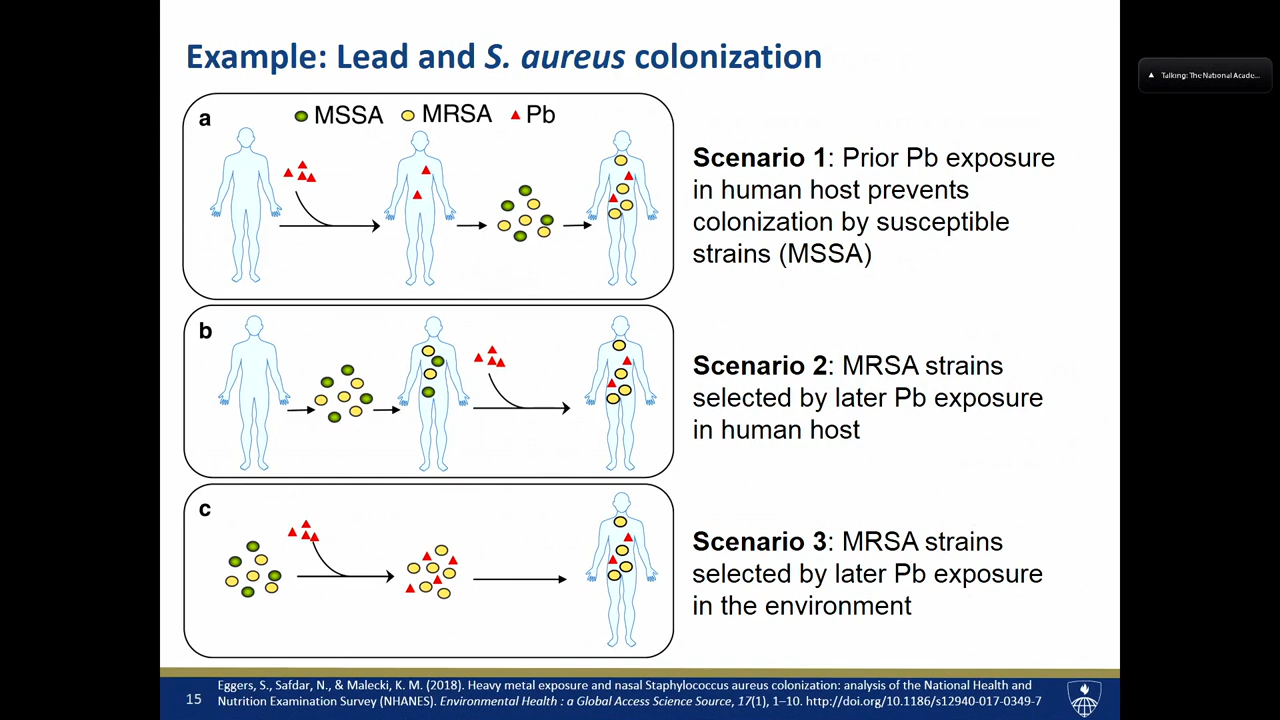 Example: Lead and S. aureus colonization
Talking: The National Acade...
a
MSSA MRSA Pb
Scenario 1: Prior Pb exposure
in human host prevents
colonization by susceptible
strains (MSSA)
b
Scenario 2: MRSA strains
selected by later Pb exposure
in human host
c
Scenario 3: MRSA strains
selected by later Pb exposure
in the environment
15
Eggers, S., Safdar, N., & Malecki, K. M. (2018). Heavy metal exposure and nasal Staphylococcus aureus colonization: analysis of the National Health and
Nutrition Examination Survey (NHANES). Environmental Health : a Global Access Science Source, 17(1), 1–10. http://doi.org/10.1186/s12940-017-0349-7